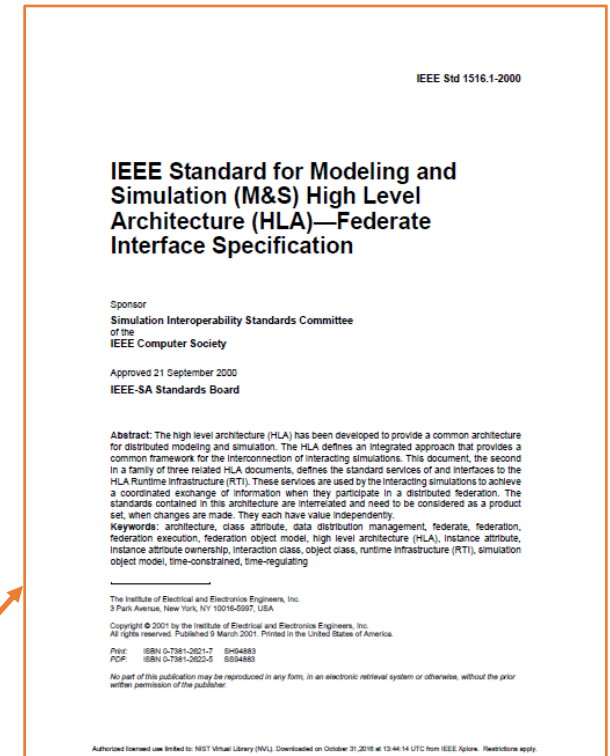 IEEE Std 1516.1-2000
IEEE Standard for Modeling and
Simulation (M&S) High Level
Architecture (HLA)—Federate
Interface Specification
Sponsor
Simulation Interoperability Standards Committee
of the
IEEE Computer Society
Approved 21 September 2000
IEEE-SA Standards Board
Abstract: The high level architecture (HLA) has been developed to provide a common architecture
for distributed modeling and simulation. The HLA defines an integrated approach that provides a
common framework for the interconnection of interacting simulations. This document, the second
in a family of three related HLA documents, defines the standard services of and interfaces to the
HLA Runtime Infrastructure (RTI). These services are used by the interacting simulations to achieve
a coordinated exchange of information when they participate in a distributed federation. The
standards contained in this architecture are interrelated and need to be considered as a product
set, when changes are made. They each have value independently.
Keywords: architecture, class attribute, data distribution management, federate, federation,
federation execution, federation object model, high level architecture (HLA), instance attribute,
instance attribute ownership, interaction class, object class, runtime infrastructure (RTI), simulation
object model, time-constrained, time-regulating
The Institute of Electrical and Electronics Engineers, Inc.
3 Park Avenue, New York, NY 10016-5997, USA
Copyright © 2001 by the Institute of Electrical and Electronics Engineers, Inc.
All rights reserved. Published 9 March 2001. Printed in the United States of America.
Print: ISBN 0-7381-2621-7 SH94883
PDF: ISBN 0-7381-2622-5 SS94883
No part of this publication may be reproduced in any form, in an electronic retrieval system or otherwise, without the prior
written permission of the publisher.
Authorized licensed use limited to: NIST Virtual Library (NVL). Downloaded on October 31,2016 at 13:44:14 UTC from IEEE Xplore. Restrictions apply.